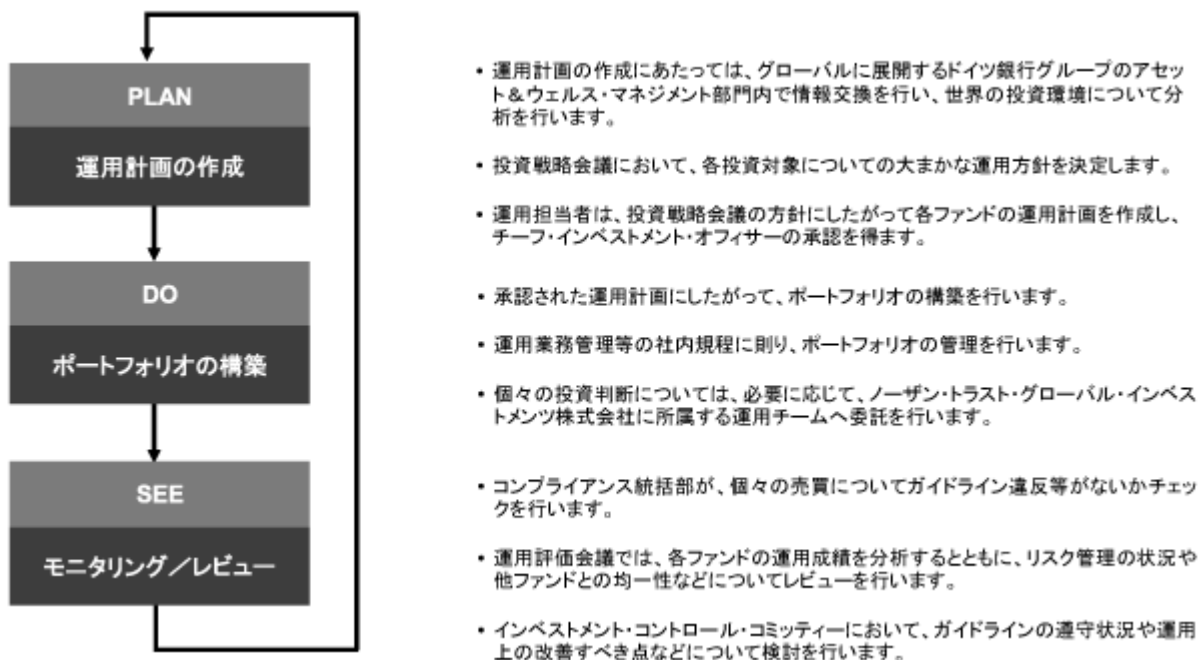 PLAN
運用計画の作成
• 運用計画の作成にあたっては、グローバルに展開するドイツ銀行グループのアセッ
ト＆ウェルス・マネジメント部門内で情報交換を行い、世界の投資環境について分
析を行います。
• 投資戦略会議において、各投資対象についての大まかな運用方針を決定します。
• 運用担当者は、投資戦略会議の方針にしたがって各ファンドの運用計画を作成し、
チーフ・インベストメント・オフィサーの承認を得ます。
DO
ポートフォリオの構築
• 承認された運用計画にしたがって、ポートフォリオの構築を行います。
• 運用業務管理等の社内規程に則り、ポートフォリオの管理を行います。
• 個々の投資判断については、必要に応じて、ノーザン・トラスト・グローバル・インベス
トメンツ株式会社に所属する運用チームへ委託を行います。
SEE
モニタリング／レビュー
• コンプライアンス統括部が、個々の売買についてガイドライン違反等がないかチェッ
クを行います。
• 運用評価会議では、各ファンドの運用成績を分析するとともに、リスク管理の状況や
他ファンドとの均一性などについてレビューを行います。
• インベストメント・コントロール・コミッティーにおいて、ガイドラインの遵守状況や運用
上の改善すべき点などについて検討を行います。